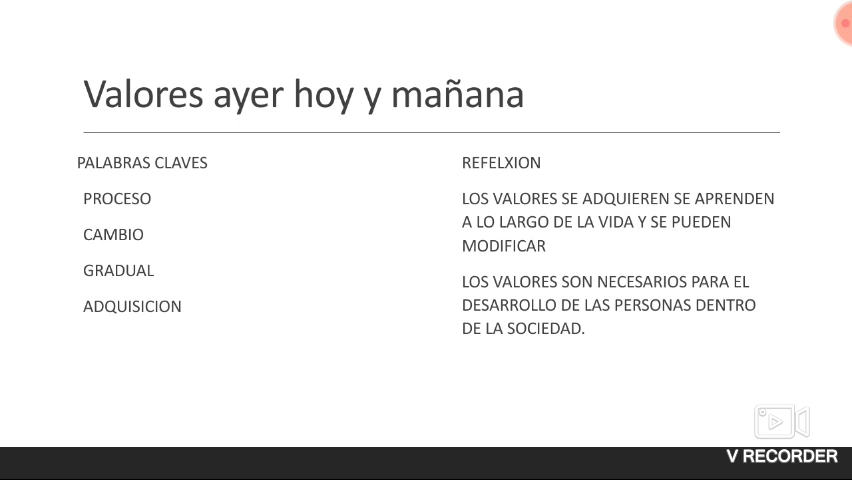 Valores ayer hoy y mañana
PALABRAS CLAVES
PROCESO
CAMBIO
GRADUAL
ADQUISICION
REFELXION
LOS VALORES SE ADQUIEREN SE APRENDEN
A LO LARGO DE LA VIDA Y SE PUEDEN
MODIFICAR
LOS VALORES SON NECESARIOS PARA EL
DESARROLLO DE LAS PERSONAS DENTRO
DE LA SOCIEDAD.
V RECORDER